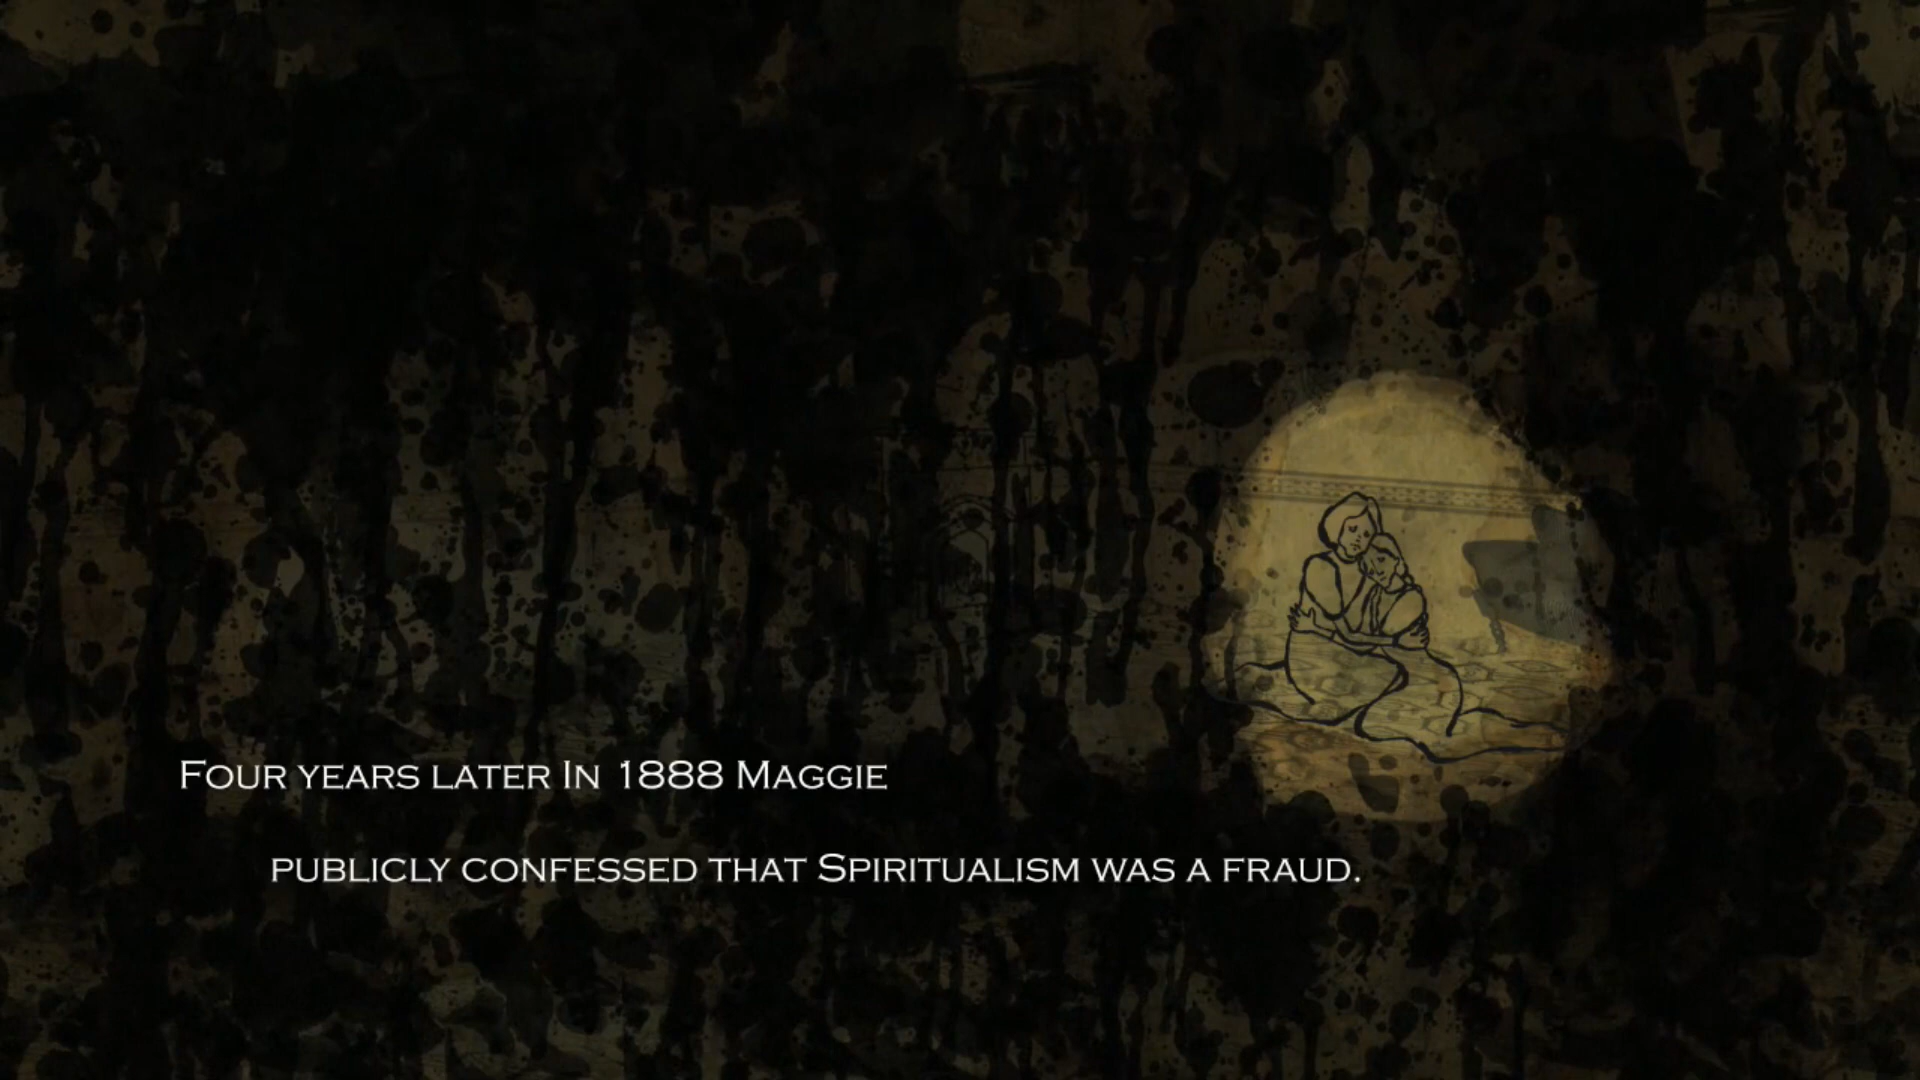 Four years later In 1888 Maggie
publicly confessed that Spiritualism was a fraud.